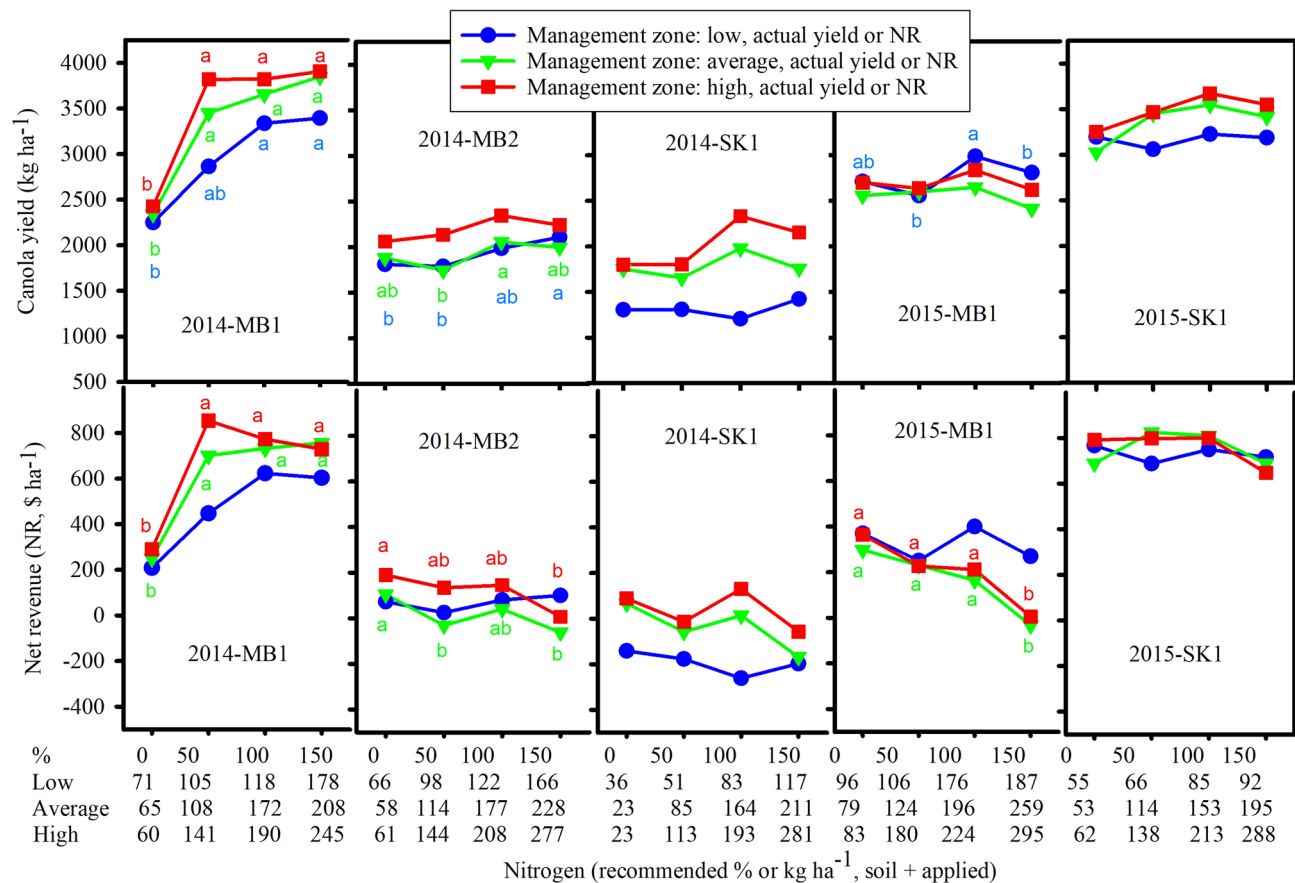 Management zone: low, actual yield or NR
Management zone: average, actual yield or NR
Management zone: high, actual yield or NR
Canola yield (kg ha-1)
4000
3500
3000
2500
2000
1500
1000
500
a a a
a a a
a a
ab
b
b
b
2014-MB1
2014-MB2
ab b a ab
b b ab a
2014-SK1
ab b a b
2015-MB1
2015-SK1
Net revenue (NR, $ ha-1)
800
600
400
200
0
-200
-400
b a a a
b a a a
2014-MB1
2014-MB2
a ab ab b
a b ab b
2014-SK1
2015-MB1
a a a b
a a a b
2015-SK1
% 0 50 100 150 0 50 100 150 0 50 100 150 0 50 100 150 0 50 100 150
Low 71 105 118 178 66 98 122 166 36 51 83 117 96 106 176 187 55 66 85 92
Average 65 108 172 208 58 114 177 228 23 85 164 211 79 124 196 259 53 114 153 195
High 60 141 190 245 61 144 208 277 23 113 193 281 83 180 224 295 62 138 213 288
Nitrogen (recommended % or kg ha-1, soil + applied)